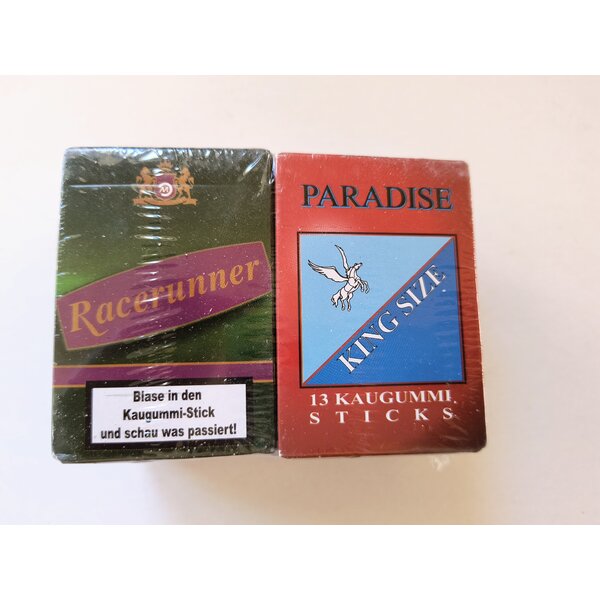 Racerunner
Blase in den
Kaugummi-Stick
und schau was passiert!
PARADISE
KING SIZE
13 KAUGUMMI
STICKS